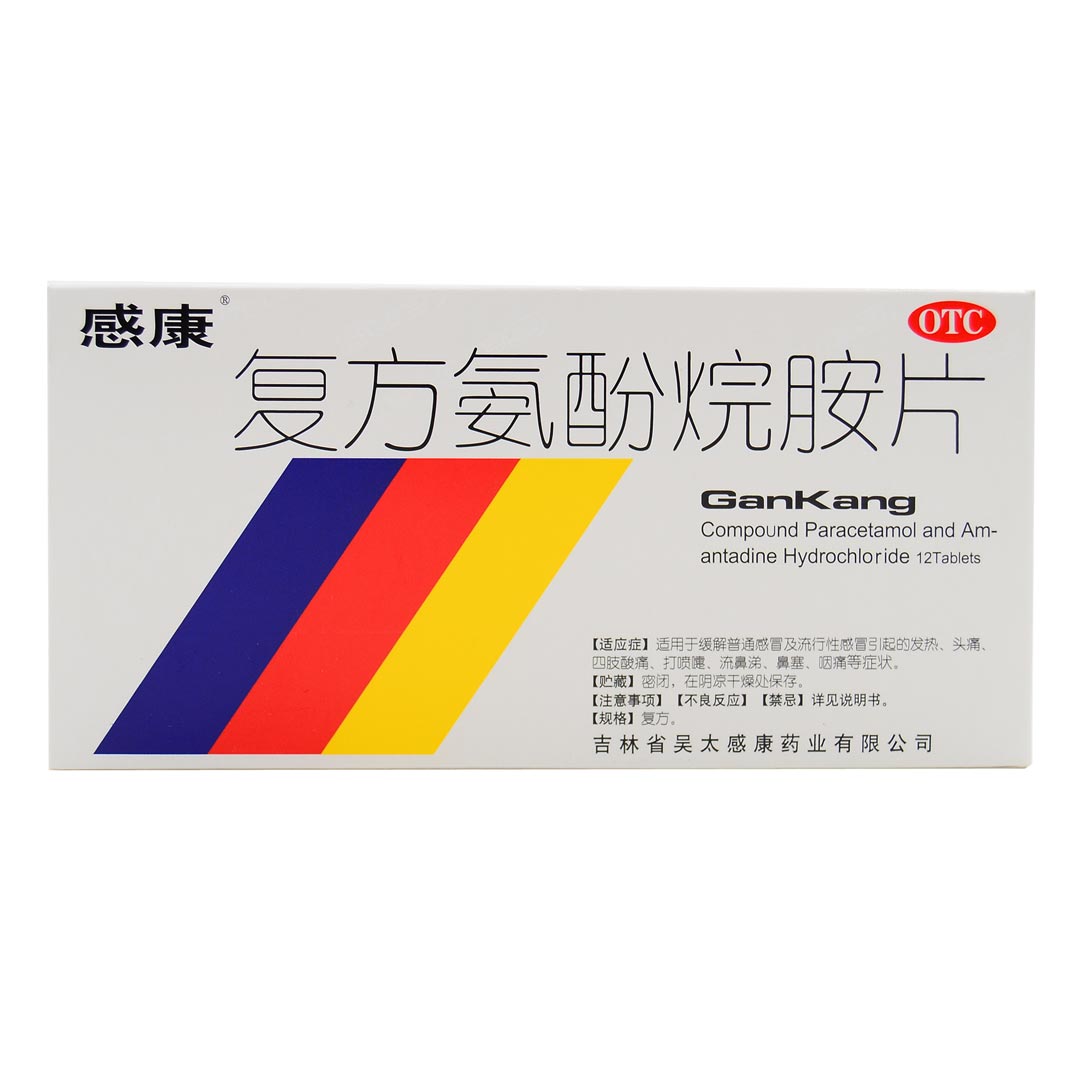 感康®
OTC
复方氨酚烷胺片
GanKang
Compound Paracetamol and Am-
antadine Hydrochloride 12Tablets
【适应症】适用于缓解普通感冒及流行性感冒引起的发热、头痛、
四肢酸痛、打喷嚏、流鼻涕、鼻塞、咽痛等症状。
【贮藏】密闭，在阴凉干燥处保存。
【注意事项】【不良反应】【禁忌】详见说明书。
【规格】复方。
吉林省吴太感康药业有限公司